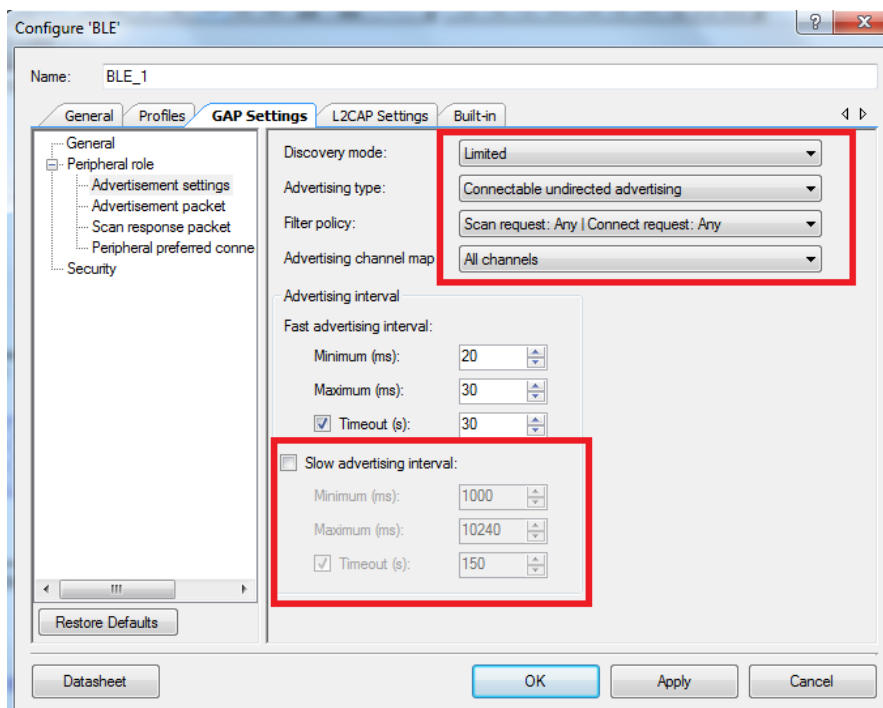 Configure 'BLE'
Name: BLE_1
General Profiles GAP Settings L2CAP Settings Built-in
General
Peripheral role
Advertisement settings
Advertisement packet
Scan response packet
Peripheral preferred conne
Security
Restore Defaults
Discovery mode: Limited
Advertising type: Connectable undirected advertising
Filter policy: Scan request: Any | Connect request: Any
Advertising channel map All channels
Advertising interval
Fast advertising interval:
Minimum (ms): 20
Maximum (ms): 30
Timeout (s): 30
Slow advertising interval:
Minimum (ms): 1000
Maximum (ms): 10240
Timeout (s): 150
Datasheet OK Apply Cancel